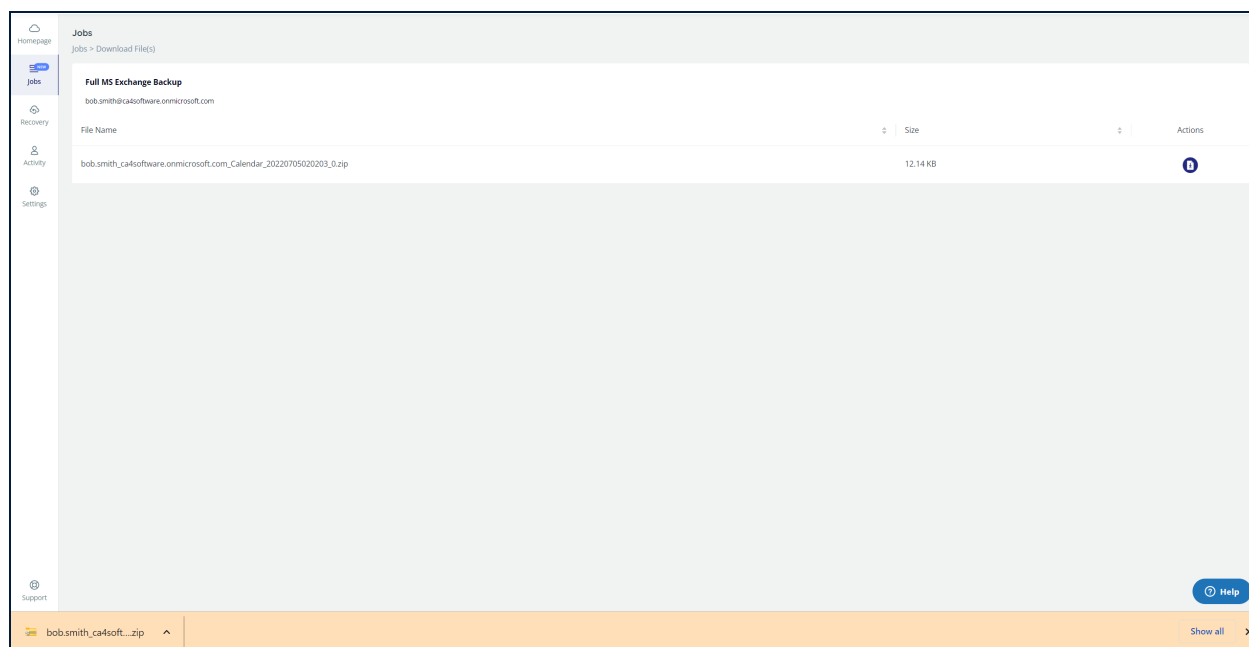 Homepage
NEW
Jobs
Recovery
Activity
Settings
Support
Jobs
Jobs > Download File(s)
Full MS Exchange Backup
bob.smith@ca4software.onmicrosoft.com
File Name Size Actions
bob.smith_ca4software.onmicrosoft.com_Calendar_20220705020203_0.zip 12.14 KB
Help
bob.smith_ca4soft....zip Show all